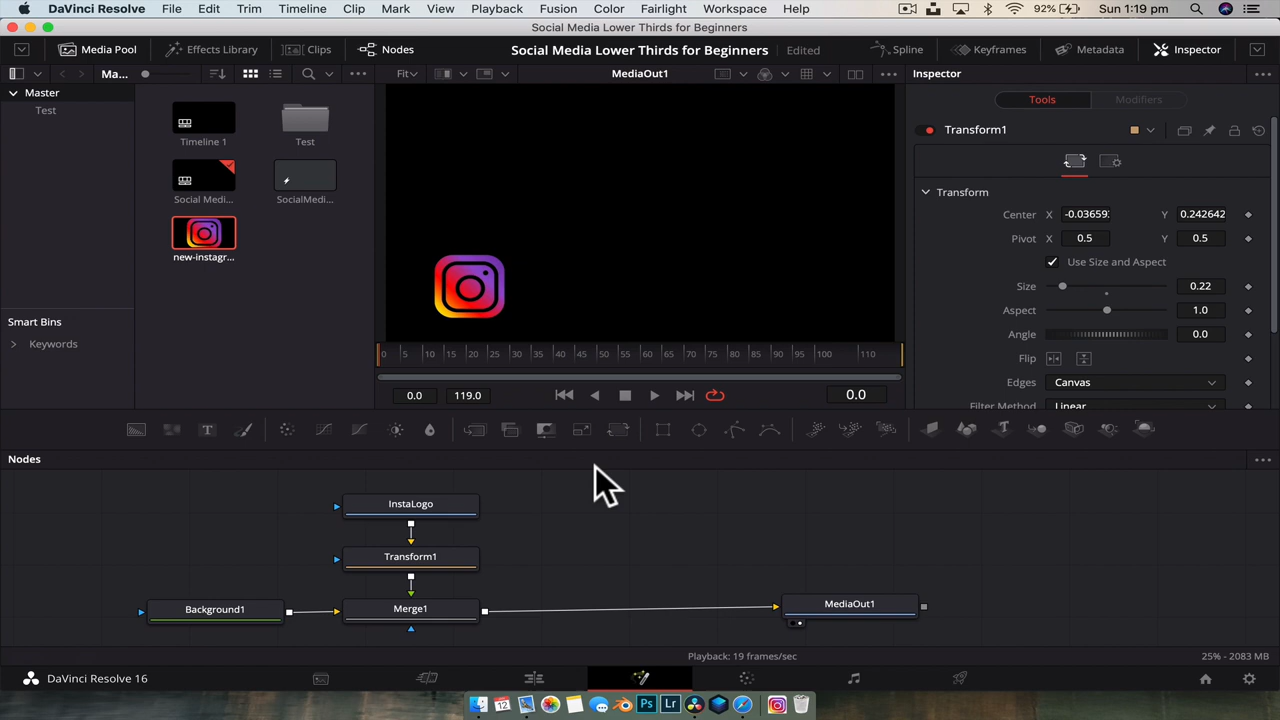 DaVinci Resolve File Edit Trim Timeline Clip Mark View Playback Fusion Color Fairlight Workspace Help 92% Sun 1:19 pm
Social Media Lower Thirds for Beginners
Media Pool Effects Library Clips Nodes Social Media Lower Thirds for Beginners Edited Spline Keyframes Metadata Inspector
Ma... Fit MediaOut1 Inspector
Master
Test
Timeline 1
Test
Social Medi...
SocialMedi...
new-instagr...
Smart Bins
Keywords
0 5 10 15 20 25 30 35 40 45 50 55 60 65 70 75 80 85 90 95 100 110
0.0 119.0 0.0
Tools Modifiers
Transform1
Transform
Center X -0.03659 Y 0.242642
Pivot X 0.5 Y 0.5
Use Size and Aspect
Size 0.22
Aspect 1.0
Angle 0.0
Flip
Edges Canvas
Filter Method Linear
Nodes
InstaLogo
Transform1
Background1 Merge1 MediaOut1
Playback: 19 frames/sec 25% - 2083 MB
DaVinci Resolve 16
12
Ps Lr